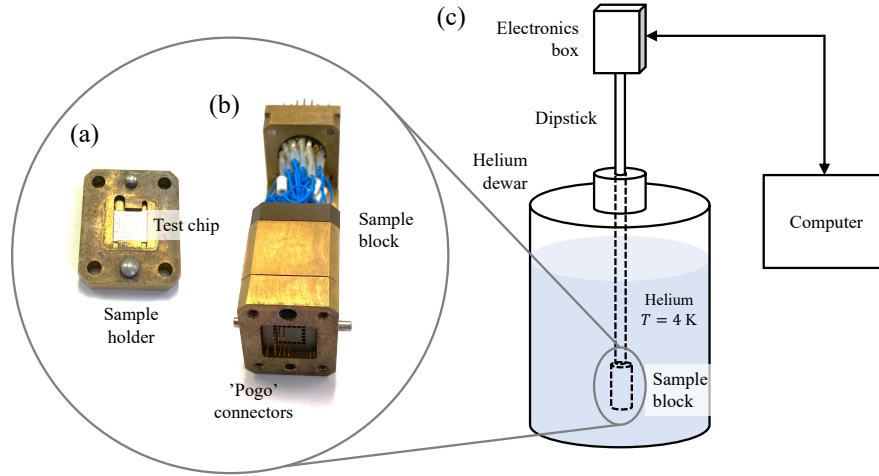 (a)
Test chip
Sample
holder
(b)
Sample
block
'Pogo'
connectors
(c)
Electronics
box
Dipstick
Helium
dewar
Computer
Helium
T = 4 K
Sample
block